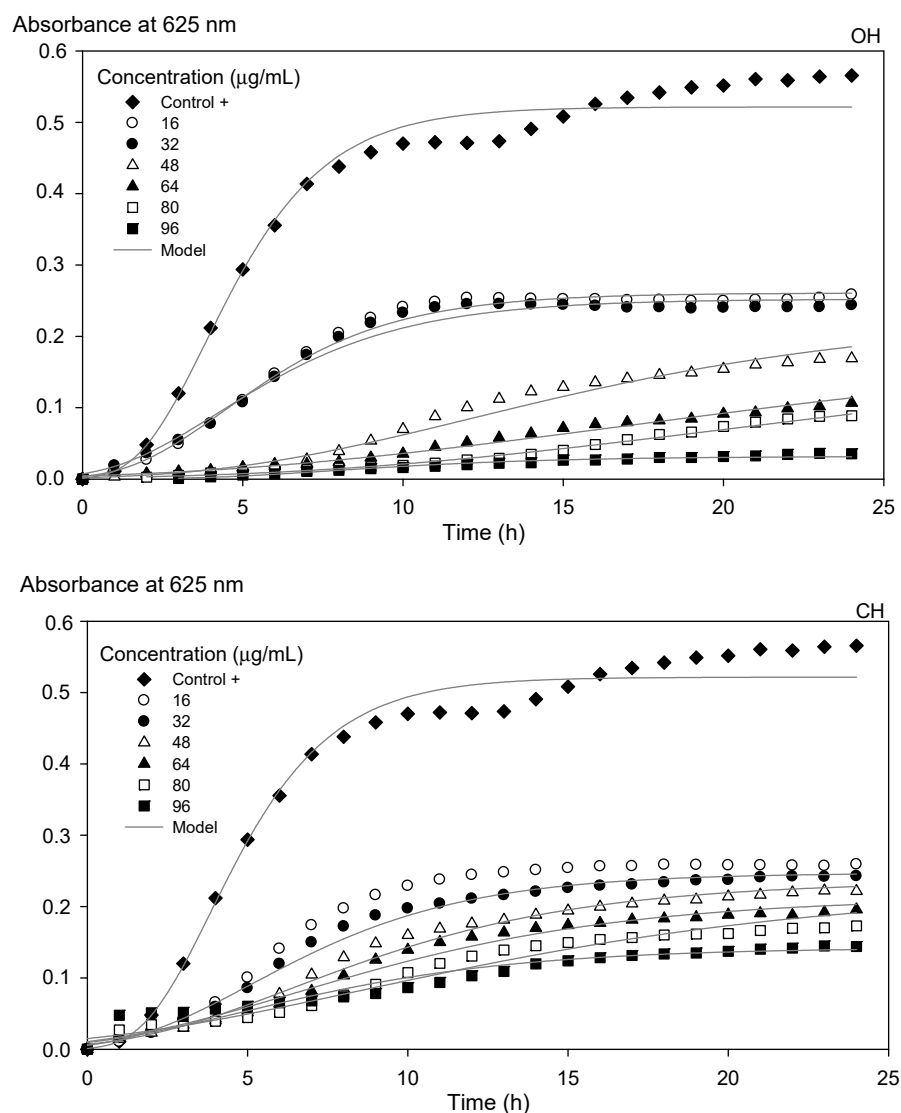 Absorbance at 625 nm
OH
0.6
Concentration (μg/mL)
Control +
0.5
16
32
0.4
48
64
80
0.3
96
Model
0.2
0.1
0.0
0 5 10 15 20 25
Time (h)
Absorbance at 625 nm
CH
0.6
Concentration (μg/mL)
Control +
0.5
16
32
0.4
48
64
80
0.3
96
Model
0.2
0.1
0.0
0 5 10 15 20 25
Time (h)